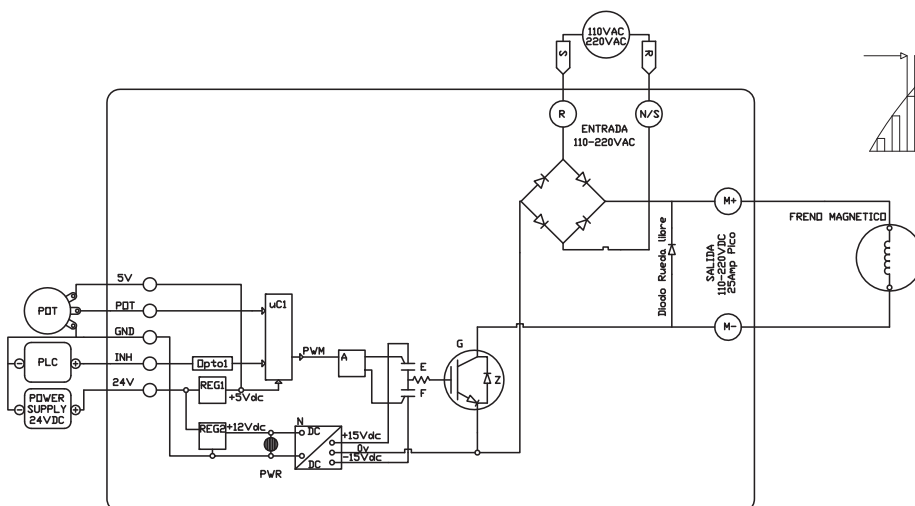 110VAC
220VAC
S
R
R
N/S
ENTRADA
110-220VAC
M+
FRENO MAGNETICO
Diodo Rueda libre
SALIDA
110-220VDC
25Amp Pico
M-
5V
POT
POT
GND
PLC
INH
24V
POWER
SUPPLY
24VDC
uC1
Opto1
PWM
A
REG1
+5Vdc
REG2
+12Vdc
PWR
N
DC
DC
+15Vdc
0v
-15Vdc
E
F
G
Z